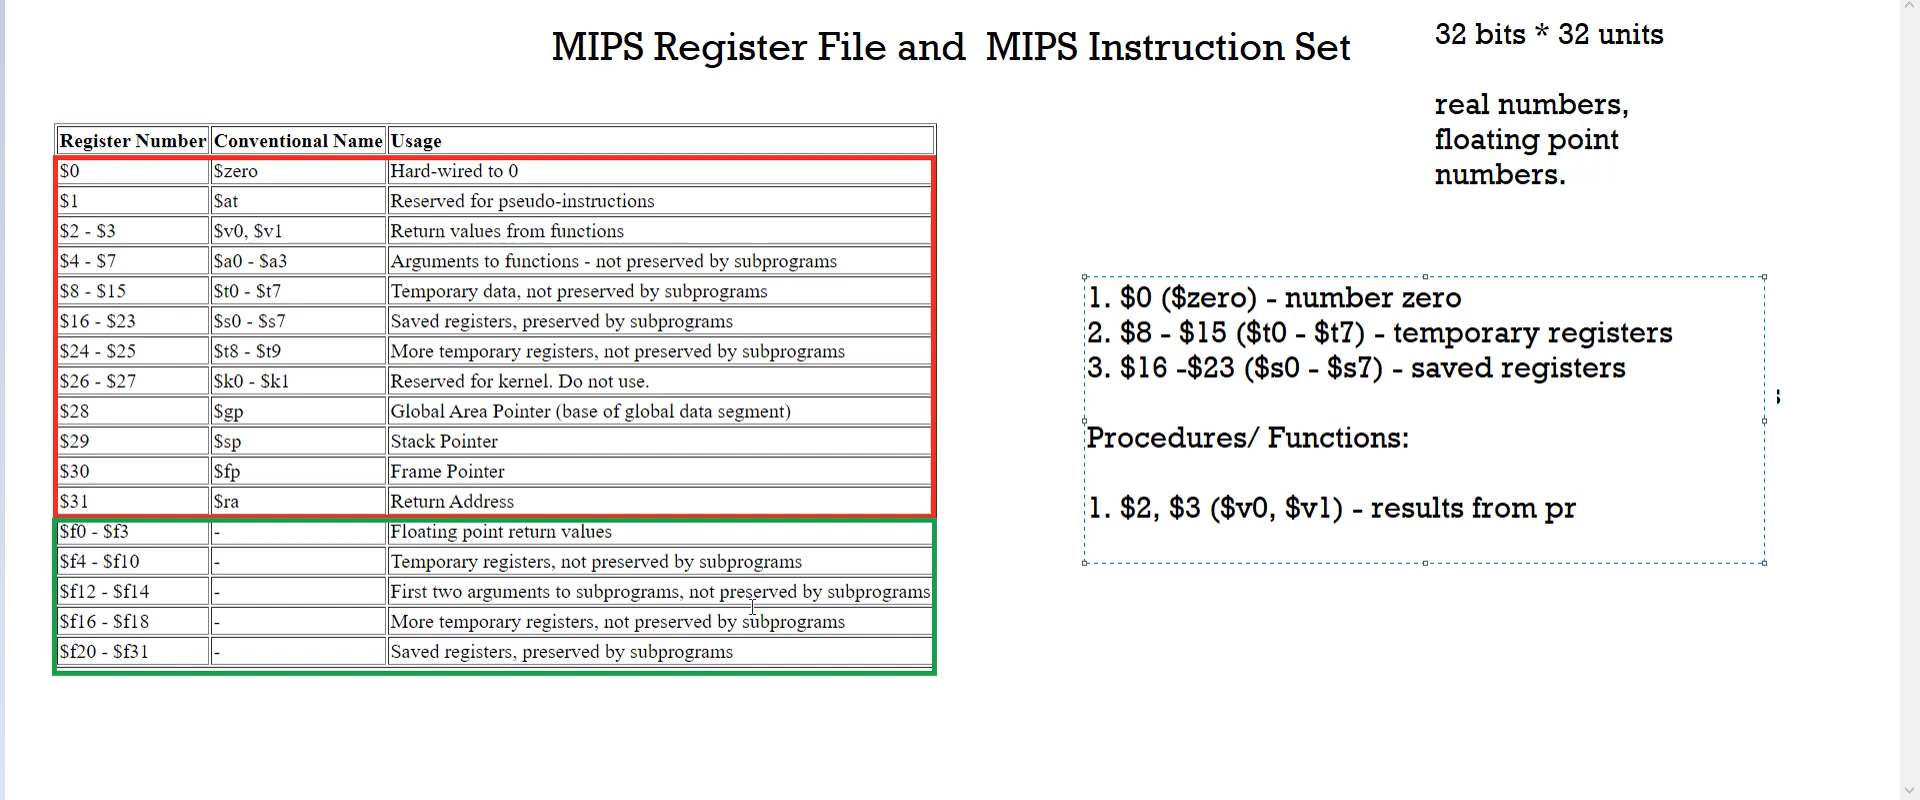 MIPS Register File and MIPS Instruction Set
32 bits * 32 units
real numbers,
floating point
numbers.
Register Number Conventional Name Usage
$0 $zero Hard-wired to 0
$1 $at Reserved for pseudo-instructions
$2 - $3 $v0, $v1 Return values from functions
$4 - $7 $a0 - $a3 Arguments to functions - not preserved by subprograms
$8 - $15 $t0 - $t7 Temporary data, not preserved by subprograms
$16 - $23 $s0 - $s7 Saved registers, preserved by subprograms
$24 - $25 $t8 - $t9 More temporary registers, not preserved by subprograms
$26 - $27 $k0 - $k1 Reserved for kernel. Do not use.
$28 $gp Global Area Pointer (base of global data segment)
$29 $sp Stack Pointer
$30 $fp Frame Pointer
$31 $ra Return Address
$f0 - $f3 - Floating point return values
$f4 - $f10 - Temporary registers, not preserved by subprograms
$f12 - $f14 - First two arguments to subprograms, not preserved by subprograms
$f16 - $f18 - More temporary registers, not preserved by subprograms
$f20 - $f31 - Saved registers, preserved by subprograms
1. $0 ($zero) - number zero
2. $8 - $15 ($t0 - $t7) - temporary registers
3. $16 -$23 ($s0 - $s7) - saved registers
Procedures/ Functions:
1. $2, $3 ($v0, $v1) - results from pr